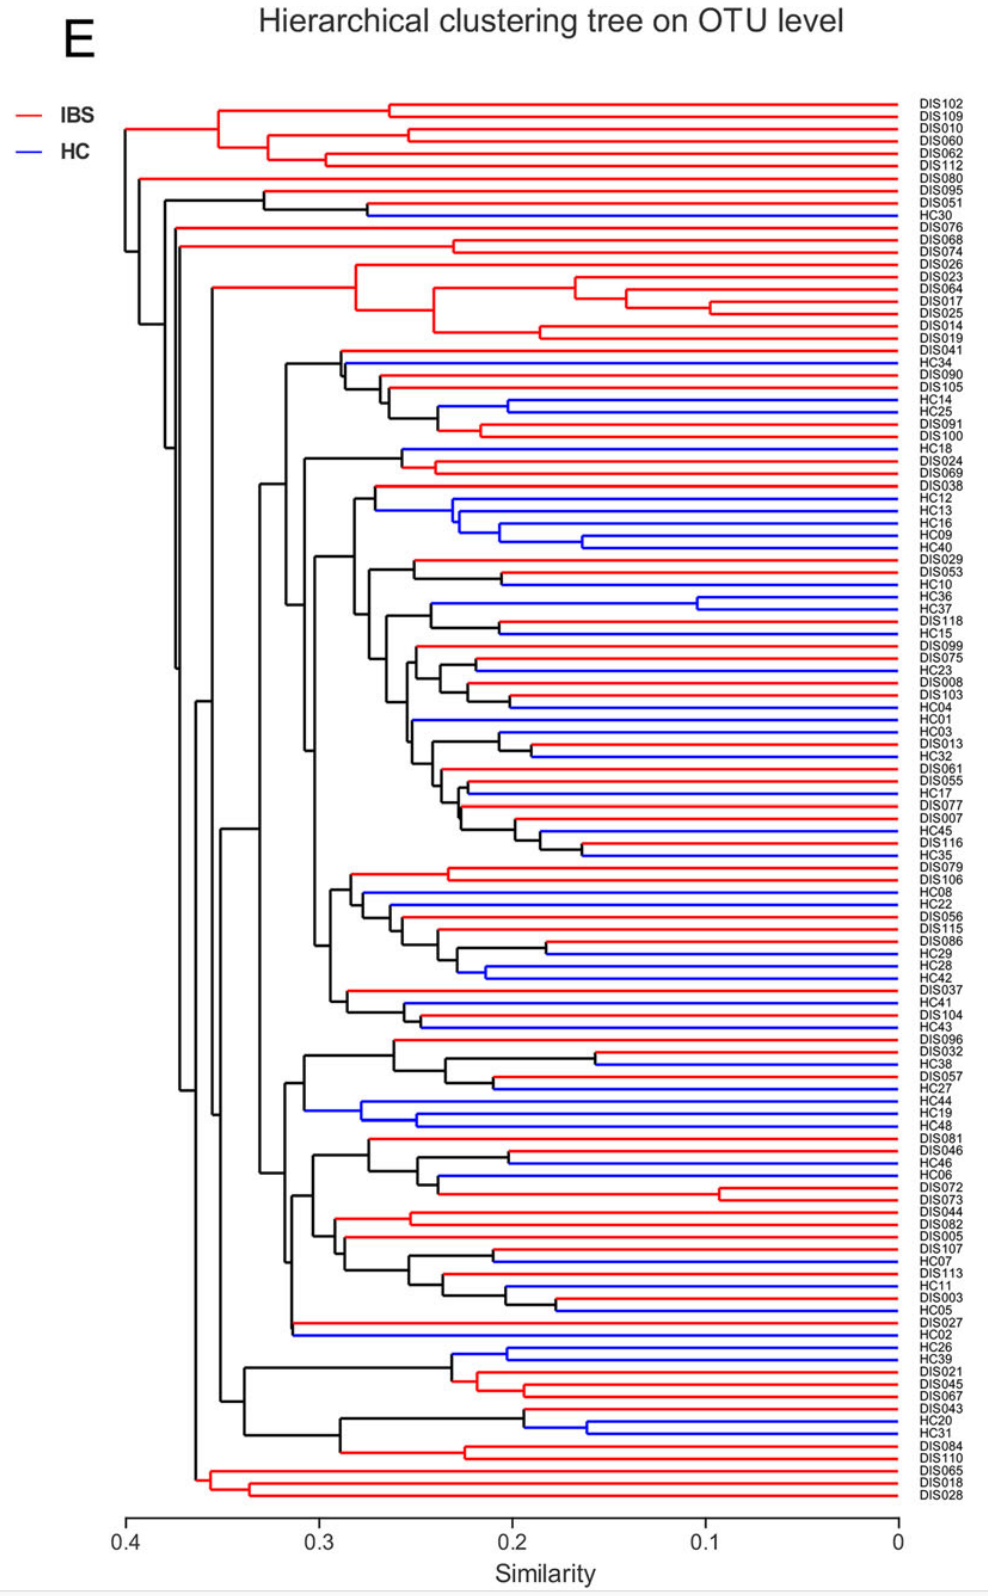 Hierarchical clustering tree on OTU level
E
IBS
HC
DIS102
DIS109
DIS010
DIS060
DIS062
DIS112
DIS080
DIS095
DIS051
HC30
DIS076
DIS068
DIS074
DIS026
DIS023
DIS064
DIS017
DIS025
DIS014
DIS019
DIS041
HC34
DIS090
DIS105
HC14
HC25
DIS091
DIS100
HC18
DIS024
DIS069
DIS038
HC12
HC13
HC16
HC09
HC40
DIS029
DIS053
HC10
HC36
HC37
DIS118
HC15
DIS099
DIS075
HC23
DIS008
DIS103
HC04
HC01
HC03
DIS013
HC32
DIS061
DIS055
HC17
DIS077
DIS007
HC45
DIS116
HC35
DIS079
DIS106
HC08
HC22
DIS056
DIS115
DIS086
HC29
HC28
HC42
DIS037
HC41
DIS104
HC43
DIS096
DIS032
HC38
DIS057
HC27
HC44
HC19
HC48
DIS081
DIS046
HC46
HC06
DIS072
DIS073
DIS044
DIS082
DIS005
DIS107
HC07
DIS113
HC11
DIS003
HC05
DIS027
HC02
HC26
HC39
DIS021
DIS045
DIS067
DIS043
HC20
HC31
DIS084
DIS110
DIS065
DIS018
DIS028
0.4 0.3 0.2 0.1 0
Similarity